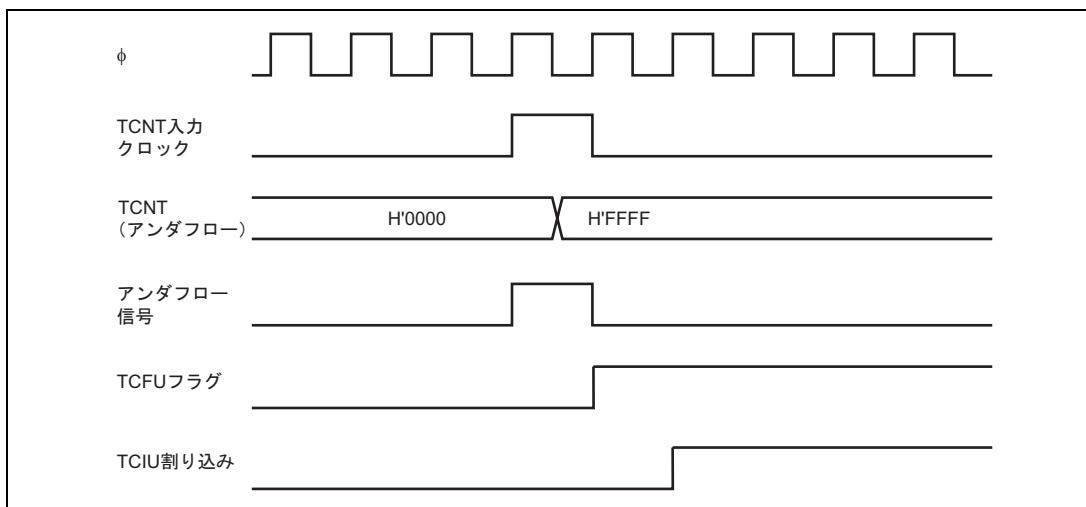 φ
TCNT入力
クロック
TCNT
（アンダフロー）
H'0000
H'FFFF
アンダフロー
信号
TCFUフラグ
TCIU割り込み